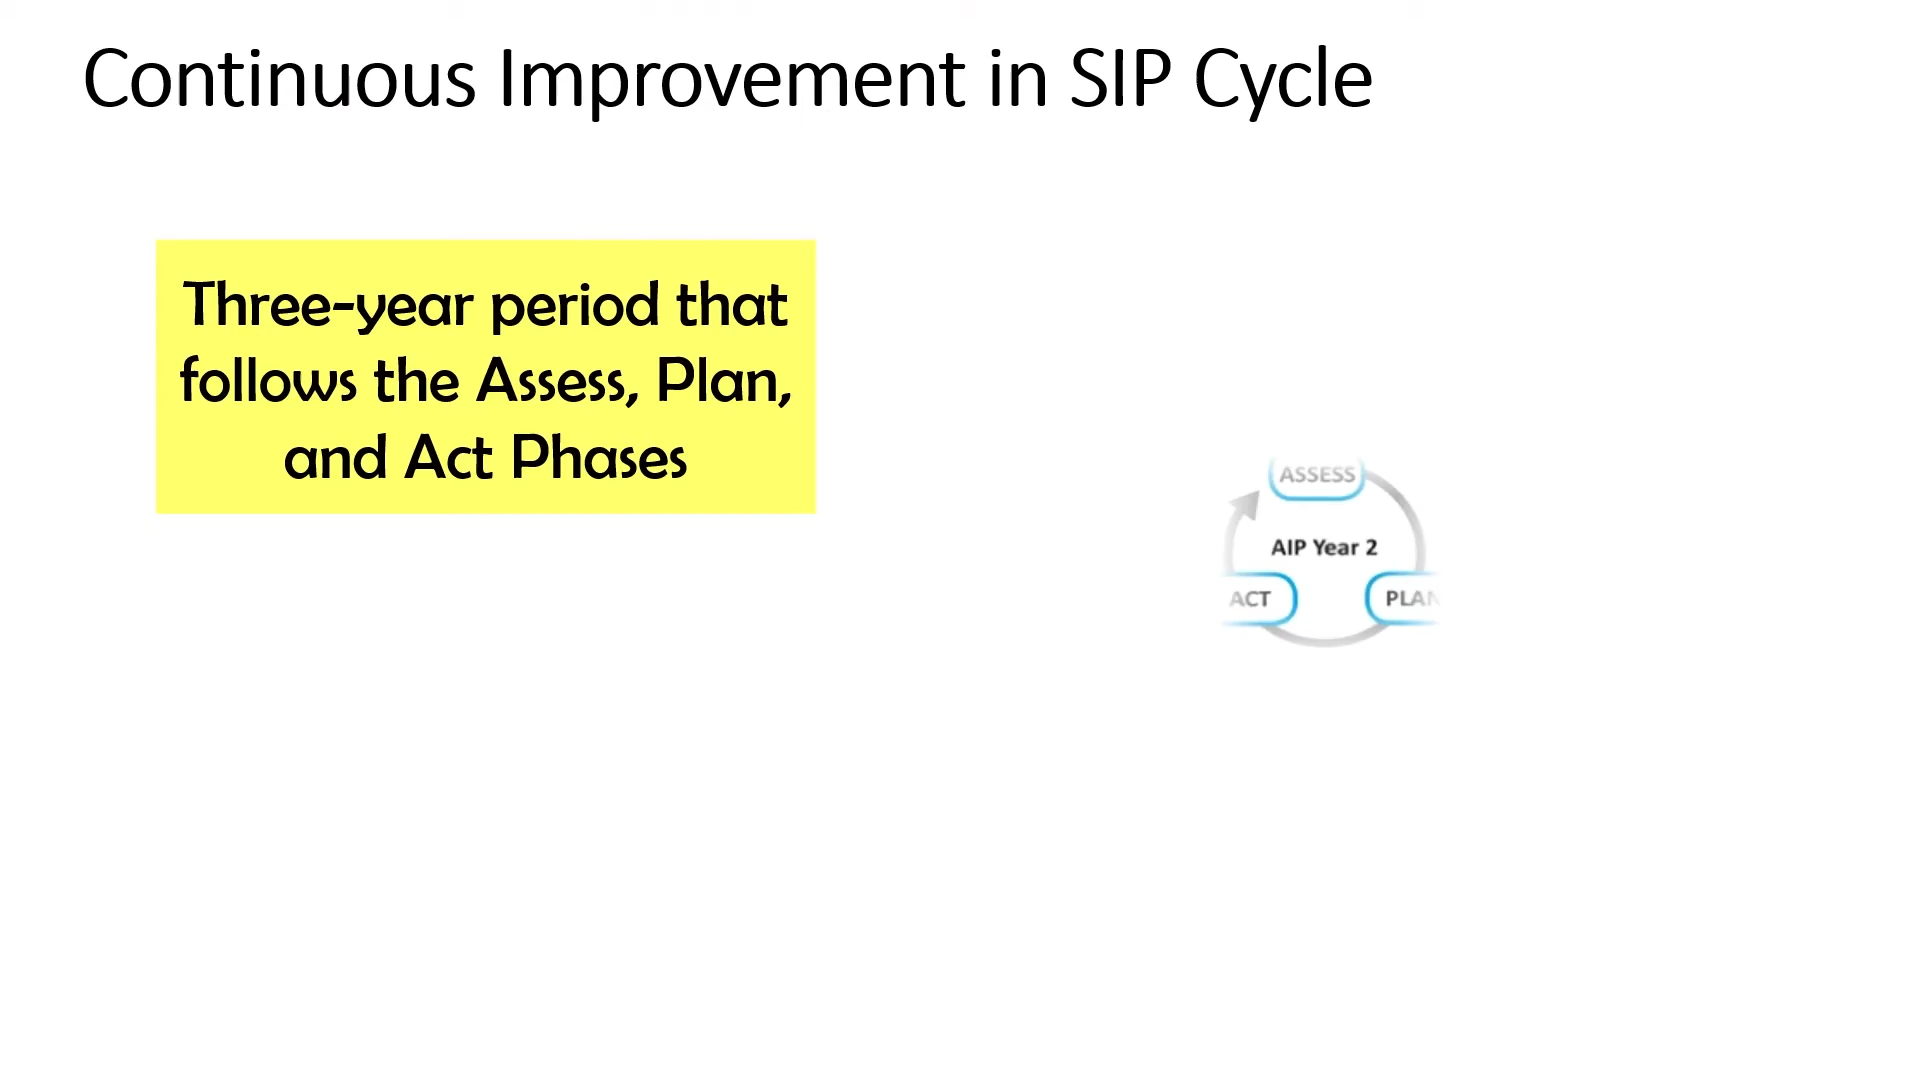 Continuous Improvement in SIP Cycle
Three-year period that
follows the Assess, Plan,
and Act Phases
ASSESS
AIP Year 2
ACT
PLAN